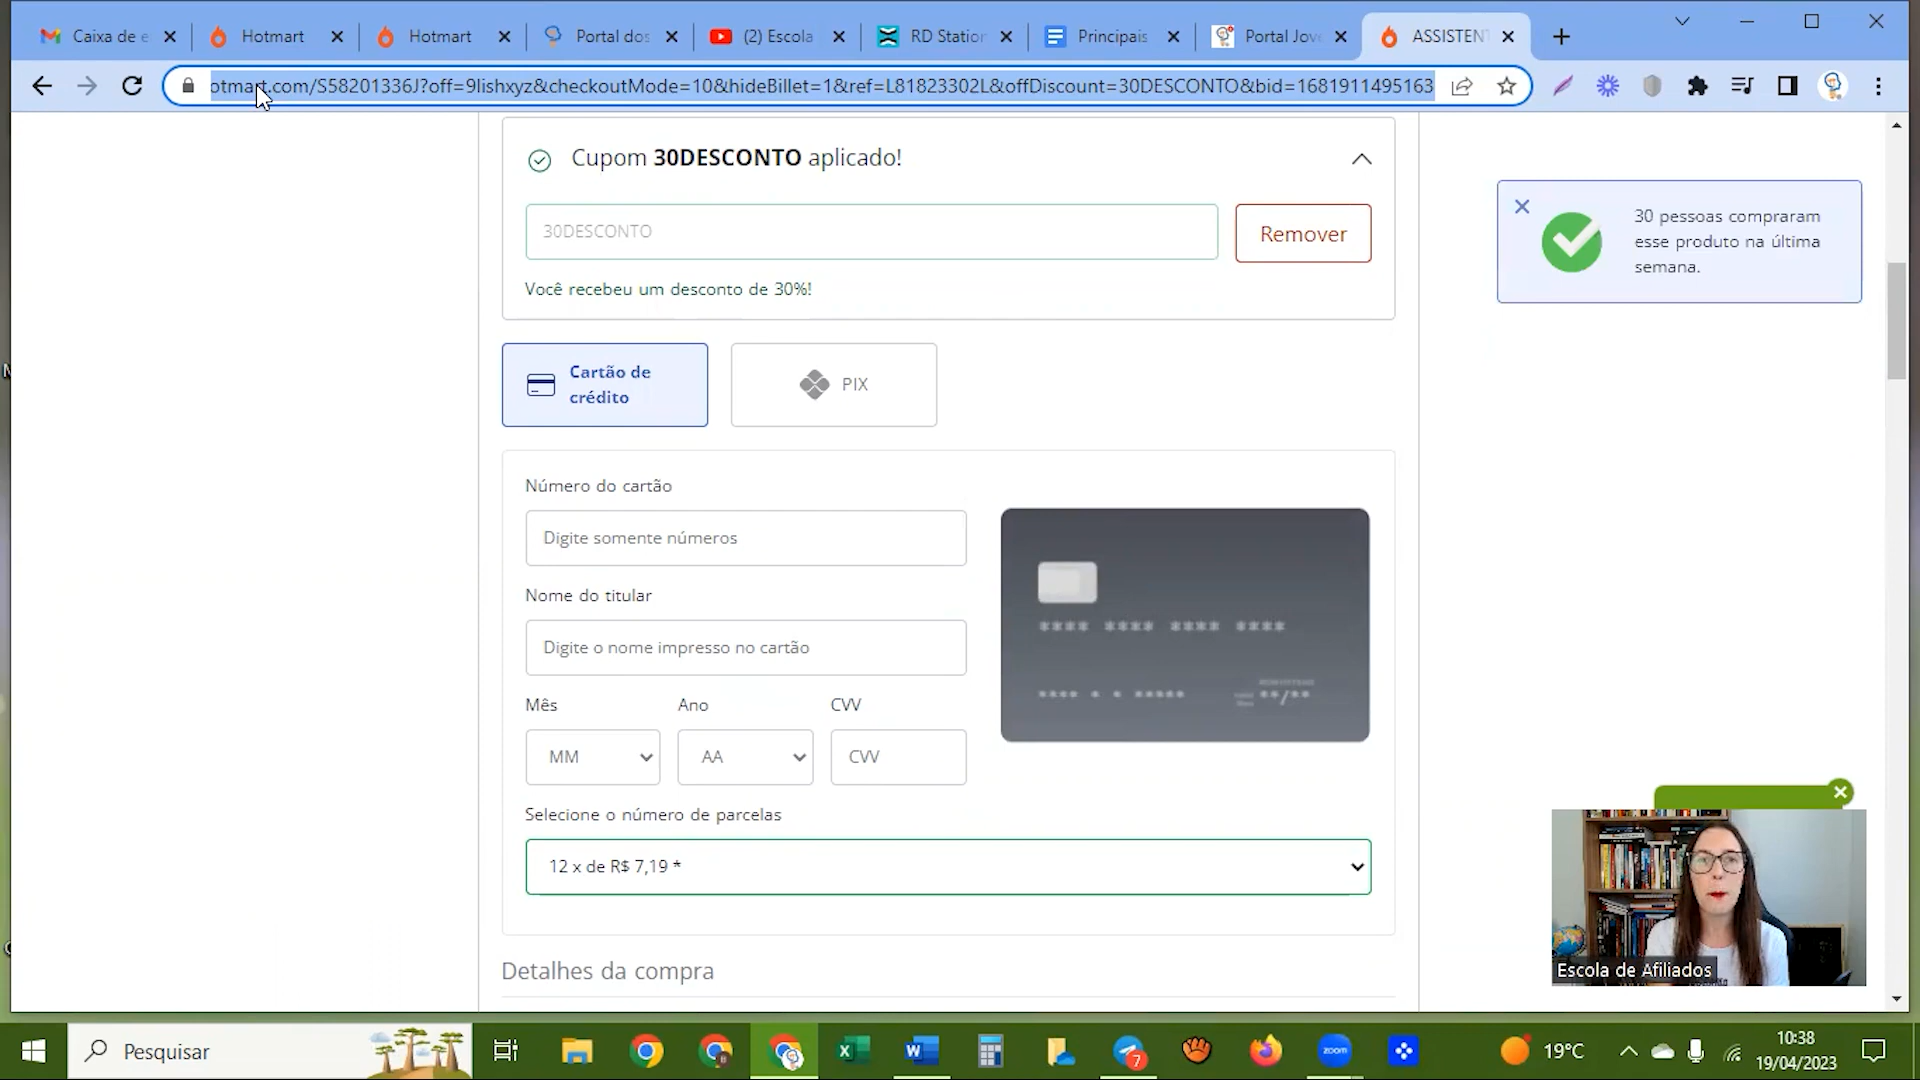 Caixa de e
Hotmart
Hotmart
Portal dos
(2) Escola
RD Station
Principais
Portal Jove
ASSISTEN
otmart.com/S58201336J?off=9lishxyz&checkoutMode=10&hideBillet=1&ref=L81823302L&offDiscount=30DESCONTO&bid=1681911495163
Cupom 30DESCONTO aplicado!
30DESCONTO
Remover
Você recebeu um desconto de 30%!
30 pessoas compraram
esse produto na última
semana.
Cartão de
crédito
PIX
Número do cartão
Digite somente números
Nome do titular
Digite o nome impresso no cartão
**** **** **** ****
**** * * *****
**/**
Mês
Ano
CVV
MM
AA
CVV
Selecione o número de parcelas
12 x de R$ 7,19 *
Detalhes da compra
Escola de Afiliados
Pesquisar
zoom
7
19°C
10:38
19/04/2023